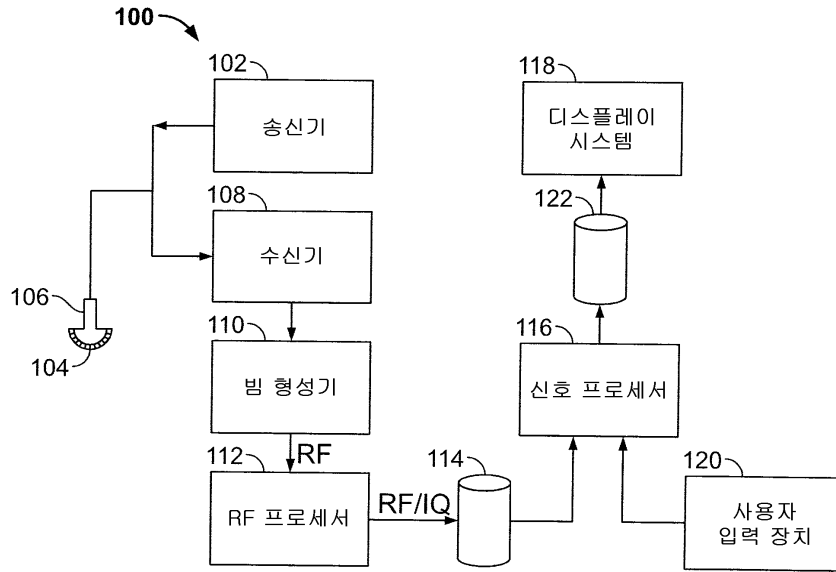 100
102
송신기
108
수신기
106
104
110
빔 형성기
RF
112
RF 프로세서
RF/IQ
114
118
디스플레이
시스템
122
116
신호 프로세서
120
사용자
입력 장치